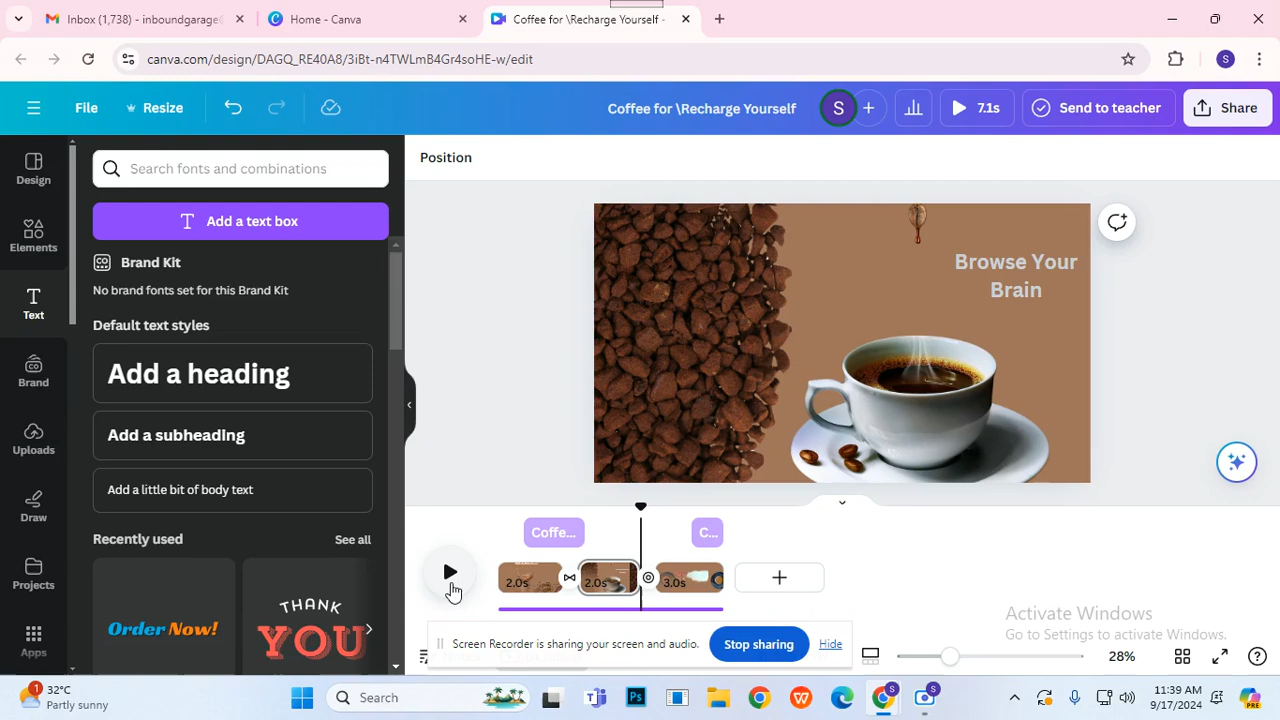 Inbox (1,738) - inboundgarage
Home - Canva
Coffee for \Recharge Yourself -
canva.com/design/DAGQ_RE40A8/3iBt-n4TWLmB4Gr4soHE-w/edit
S
File
Resize
Coffee for \Recharge Yourself
S
7.1s
Send to teacher
Share
Design
Elements
Text
Brand
Uploads
Draw
Projects
Apps
Search fonts and combinations
Add a text box
Brand Kit
No brand fonts set for this Brand Kit
Default text styles
Add a heading
Add a subheading
Add a little bit of body text
Recently used
See all
Order Now!
THANK
YOU
Position
Browse Your
Brain
Coffe...
C...
2.0s
2.0s
3.0s
Activate Windows
Go to Settings to activate Windows.
Screen Recorder is sharing your screen and audio.
Stop sharing
Hide
28%
1
32°C
Partly sunny
Search
11:39 AM
9/17/2024